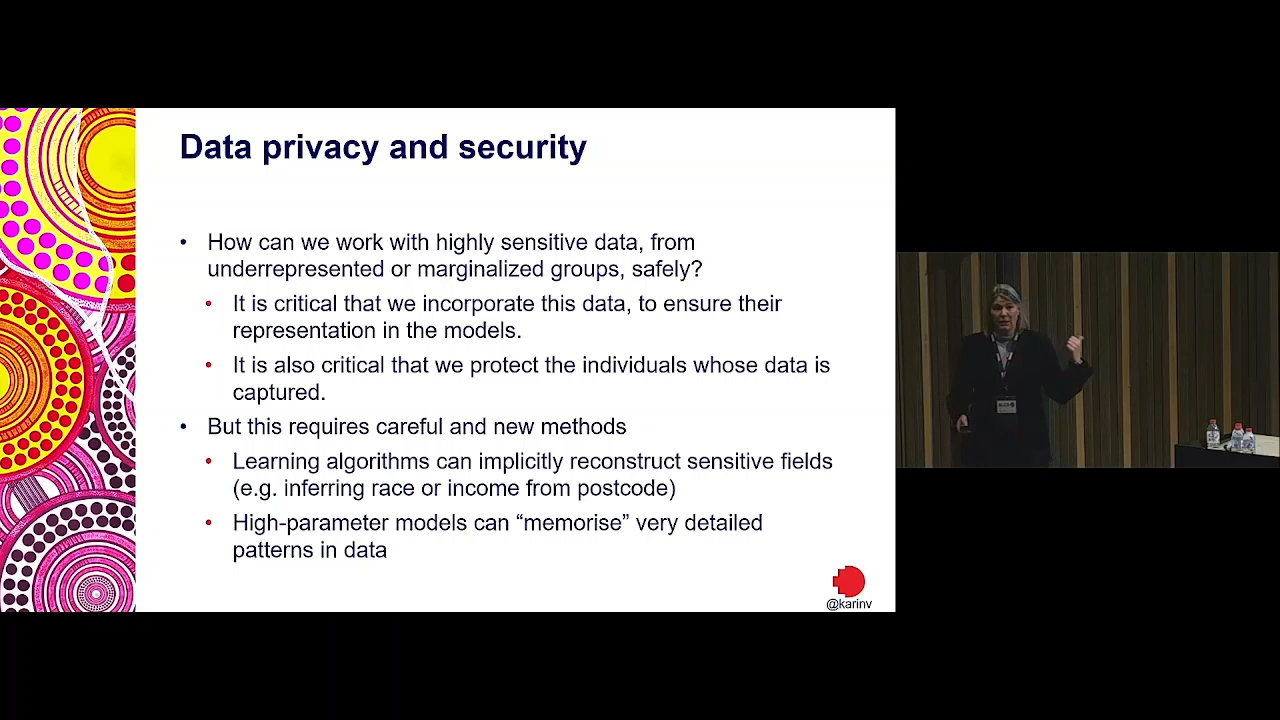 Data privacy and security
• How can we work with highly sensitive data, from
underrepresented or marginalized groups, safely?
• It is critical that we incorporate this data, to ensure their
representation in the models.
• It is also critical that we protect the individuals whose data is
captured.
• But this requires careful and new methods
• Learning algorithms can implicitly reconstruct sensitive fields
(e.g. inferring race or income from postcode)
• High-parameter models can “memorise” very detailed
patterns in data
@karinv